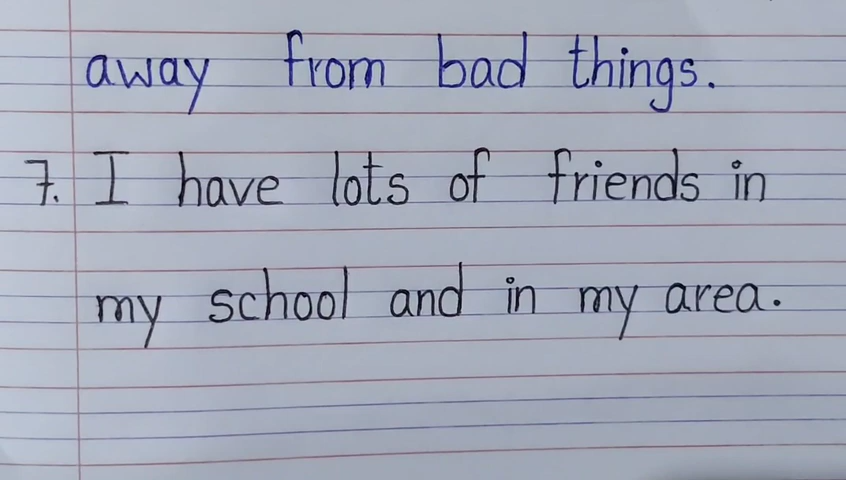 away from bad things.
7. I have lots of friends in
my school and in my area.